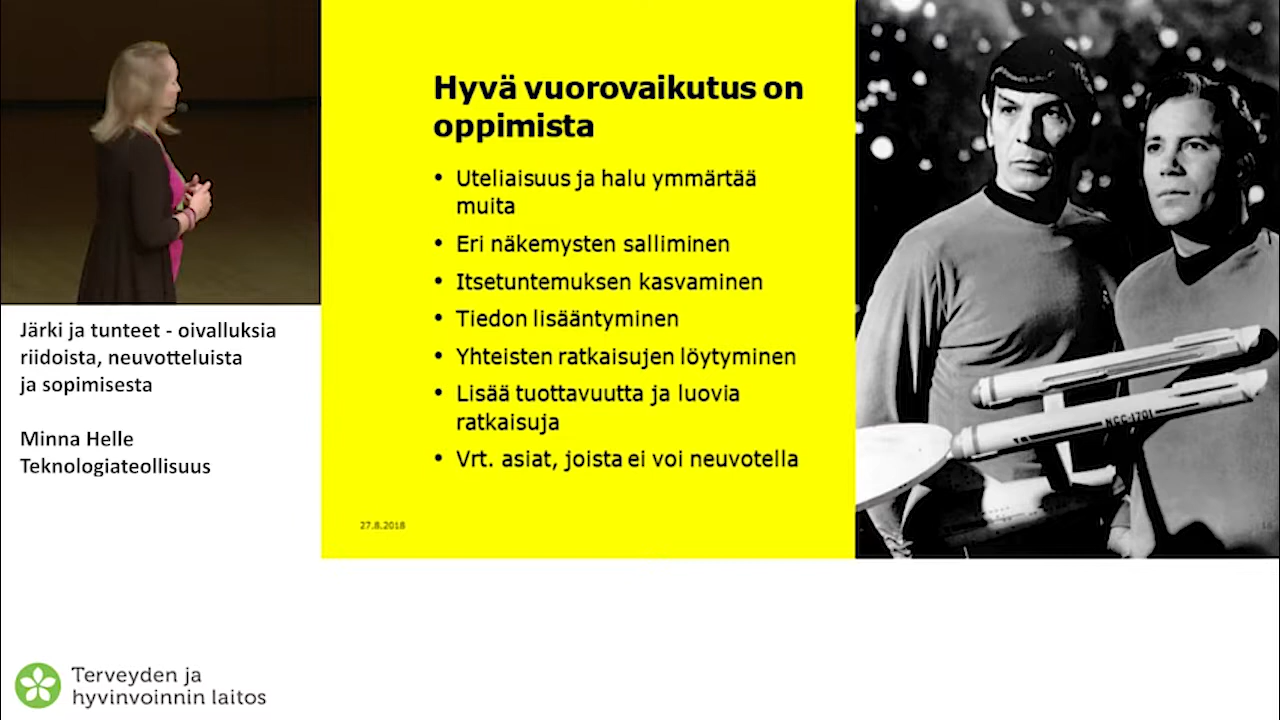 Hyvä vuorovaikutus on
oppimista
• Uteliaisuus ja halu ymmärtää
muita
• Eri näkemysten salliminen
• Itsetuntemuksen kasvaminen
• Tiedon lisääntyminen
• Yhteisten ratkaisujen löytyminen
• Lisää tuottavuutta ja luovia
ratkaisuja
• Vrt. asiat, joista ei voi neuvotella
27.8.2018
NCC-1701
Järki ja tunteet - oivalluksia
riidoista, neuvotteluista
ja sopimisesta
Minna Helle
Teknologiateollisuus
Terveyden ja
hyvinvoinnin laitos